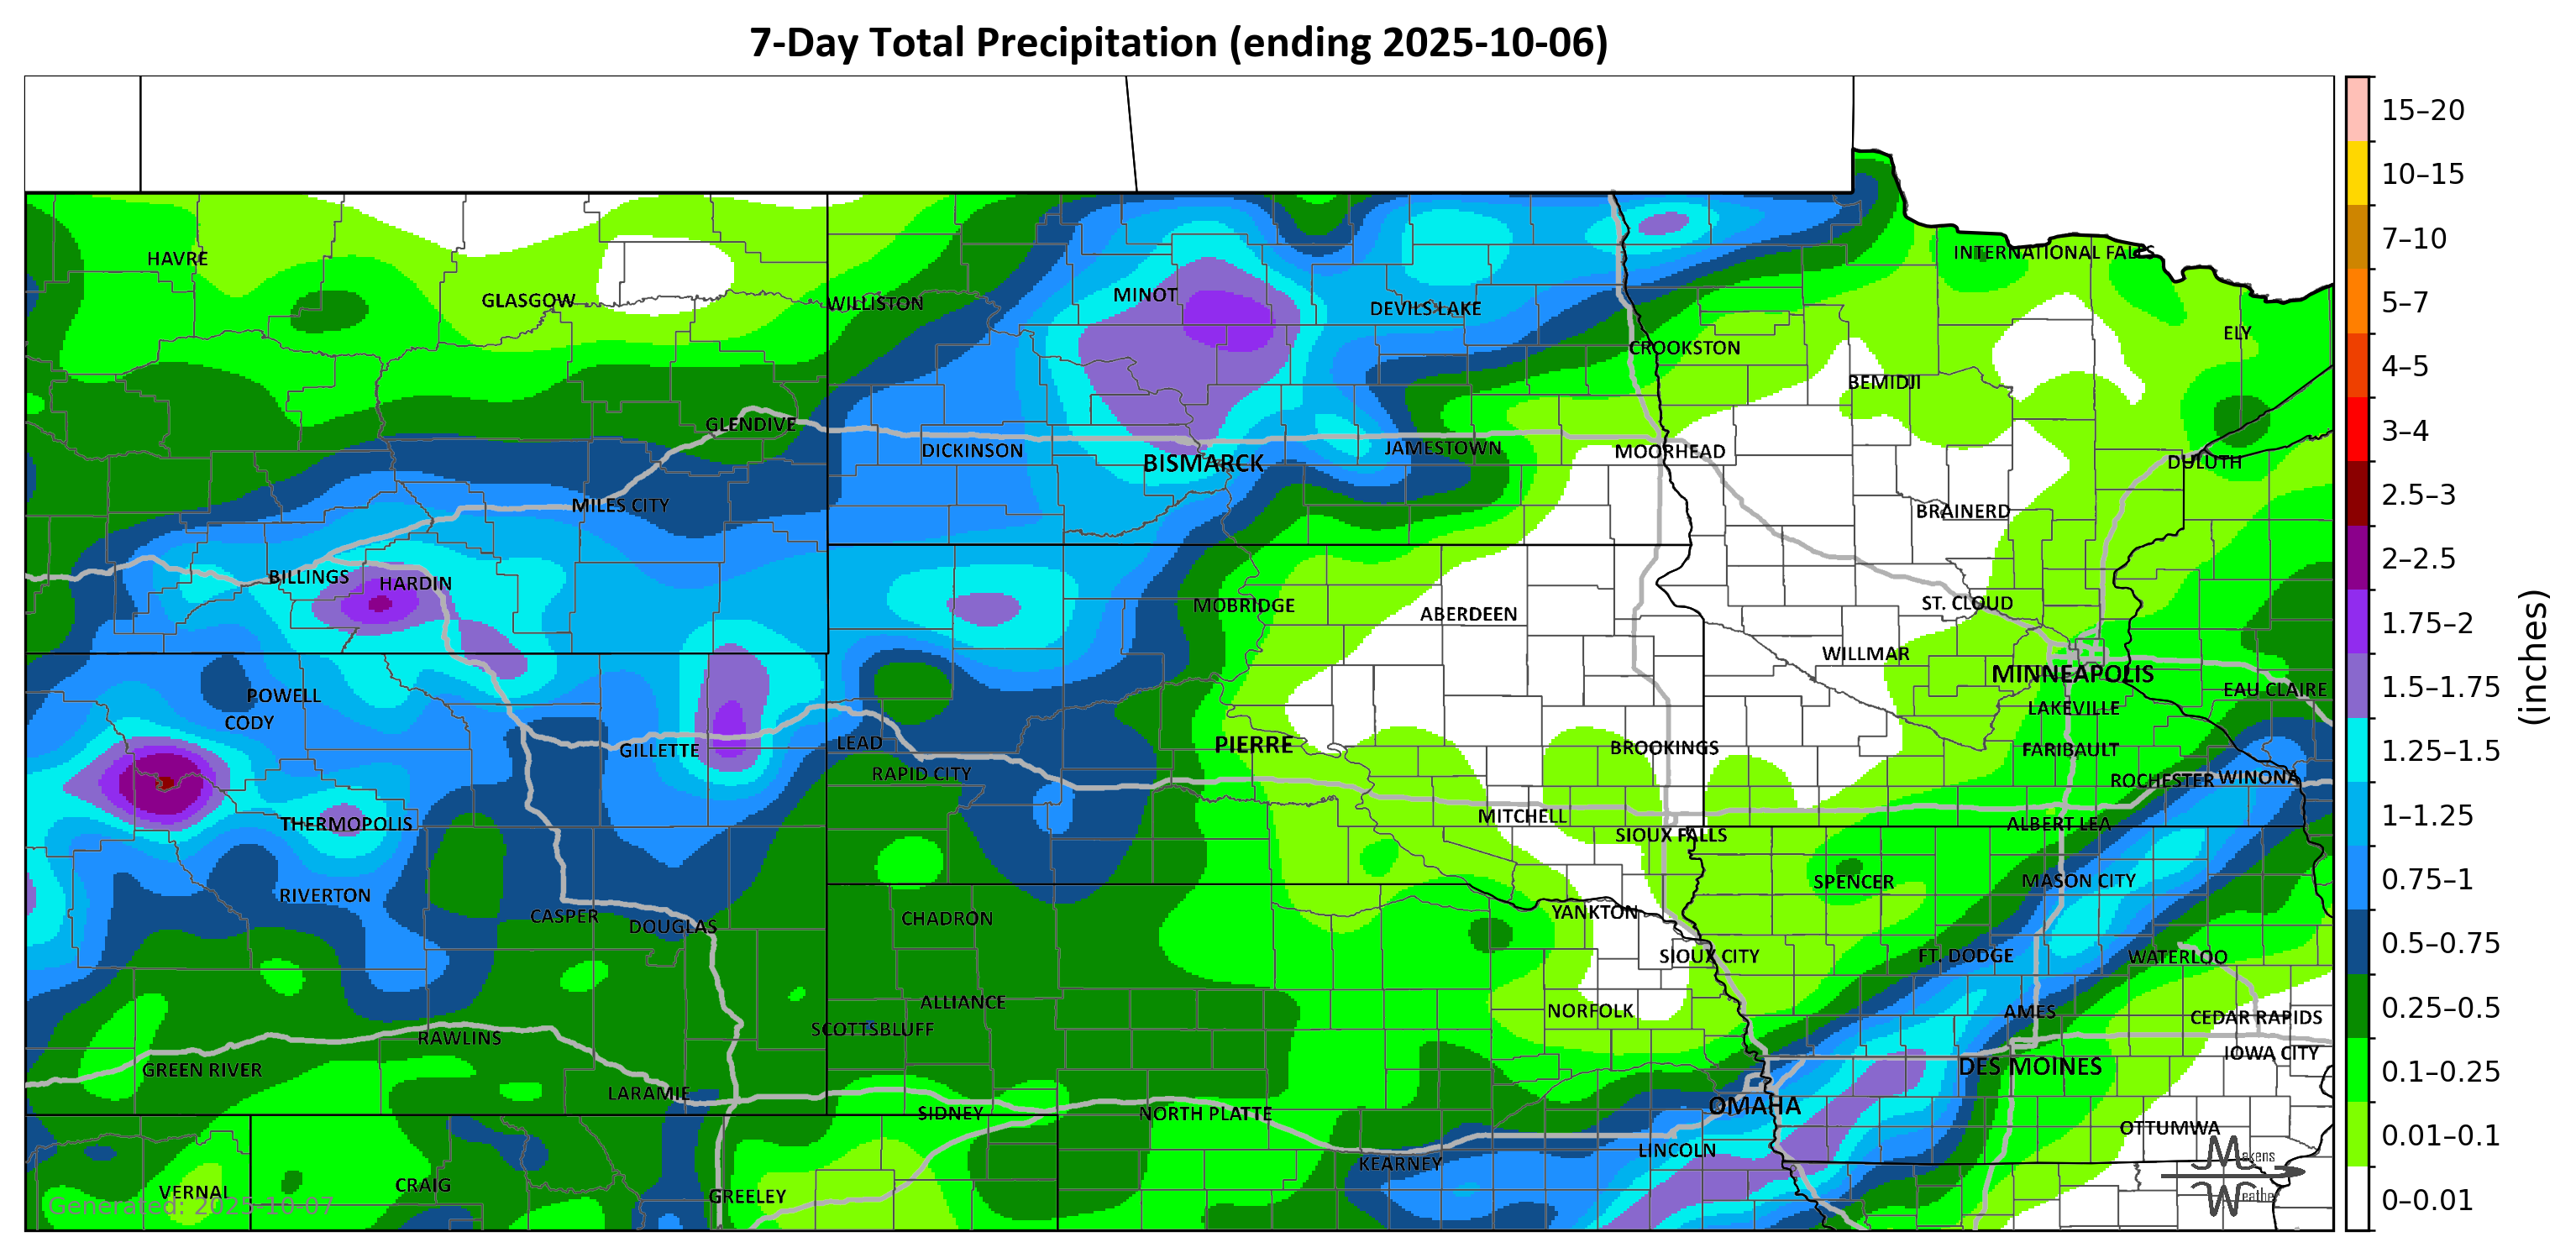 7-Day Total Precipitation (ending 2025-10-06)
15–20
10–15
7–10
5–7
4–5
3–4
2.5–3
2–2.5
1.75–2
1.5–1.75
1.25–1.5
1–1.25
0.75–1
0.5–0.75
0.25–0.5
0.1–0.25
0.01–0.1
0–0.01
(inches)
HAVRE
INTERNATIONAL FALLS
GLASGOW
WILLISTON
MINOT
DEVILS LAKE
ELY
CROOKSTON
BEMIDJI
GLENDIVE
DICKINSON
BISMARCK
JAMESTOWN
MOORHEAD
DULUTH
MILES CITY
BRAINERD
BILLINGS
HARDIN
MOBRIDGE
ABERDEEN
ST. CLOUD
WILLMAR
MINNEAPOLIS
POWELL
EAU CLAIRE
CODY
LAKEVILLE
GILLETTE
LEAD
PIERRE
BROOKINGS
FARIBAULT
RAPID CITY
ROCHESTER
WINONA
THERMOPOLIS
MITCHELL
SIOUX FALLS
ALBERT LEA
RIVERTON
SPENCER
MASON CITY
CASPER
DOUGLAS
CHADRON
YANKTON
SIOUX CITY
FT. DODGE
WATERLOO
ALLIANCE
NORFOLK
AMES
CEDAR RAPIDS
SCOTTSBLUFF
RAWLINS
IOWA CITY
GREEN RIVER
DES MOINES
LARAMIE
SIDNEY
NORTH PLATTE
OMAHA
OTTUMWA
LINCOLN
KEARNEY
VERNAL
CRAIG
GREELEY
Makens
Weather
Generated: 2025-10-07